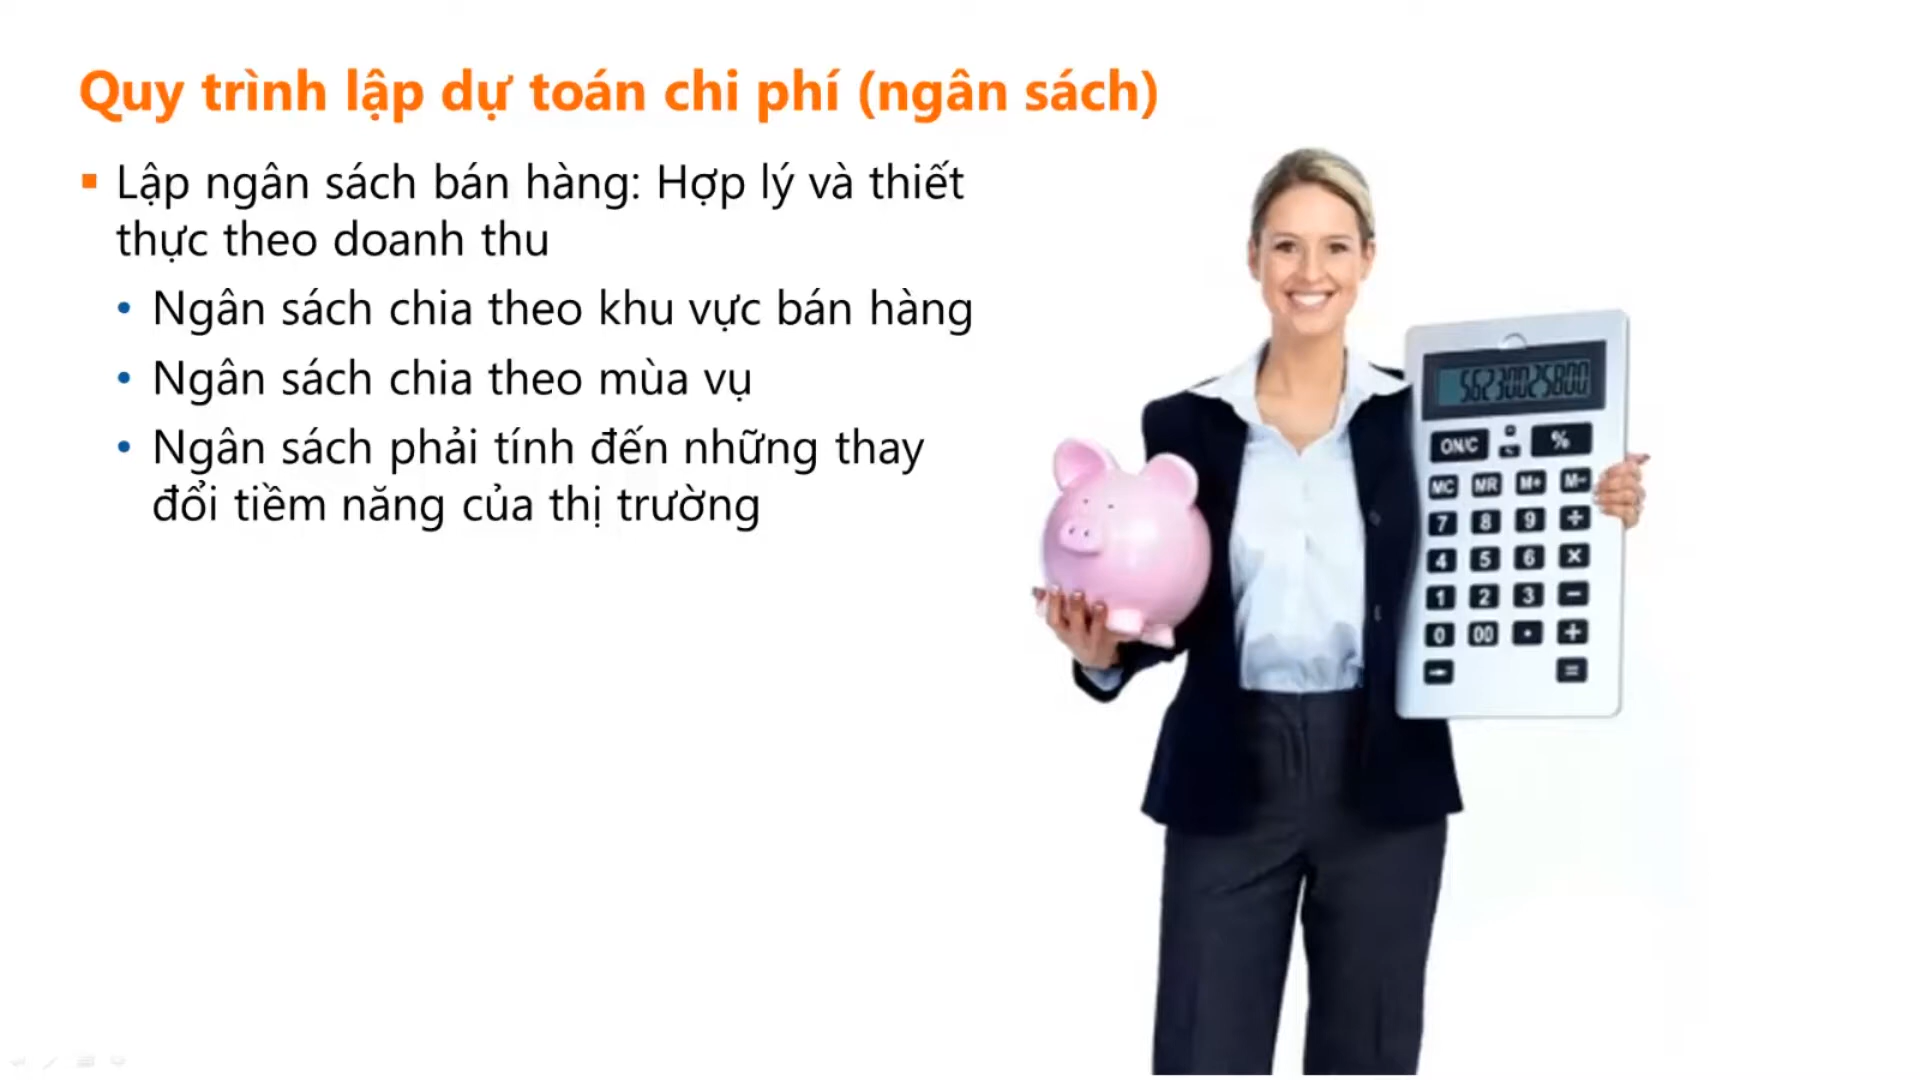 Quy trình lập dự toán chi phí (ngân sách)
Lập ngân sách bán hàng: Hợp lý và thiết
thực theo doanh thu
Ngân sách chia theo khu vực bán hàng
Ngân sách chia theo mùa vụ
Ngân sách phải tính đến những thay
đổi tiềm năng của thị trường
56230025800
ON/C %
MC MR M+ M-
7 8 9 +
4 5 6 ×
1 2 3 −
0 00 . +
=